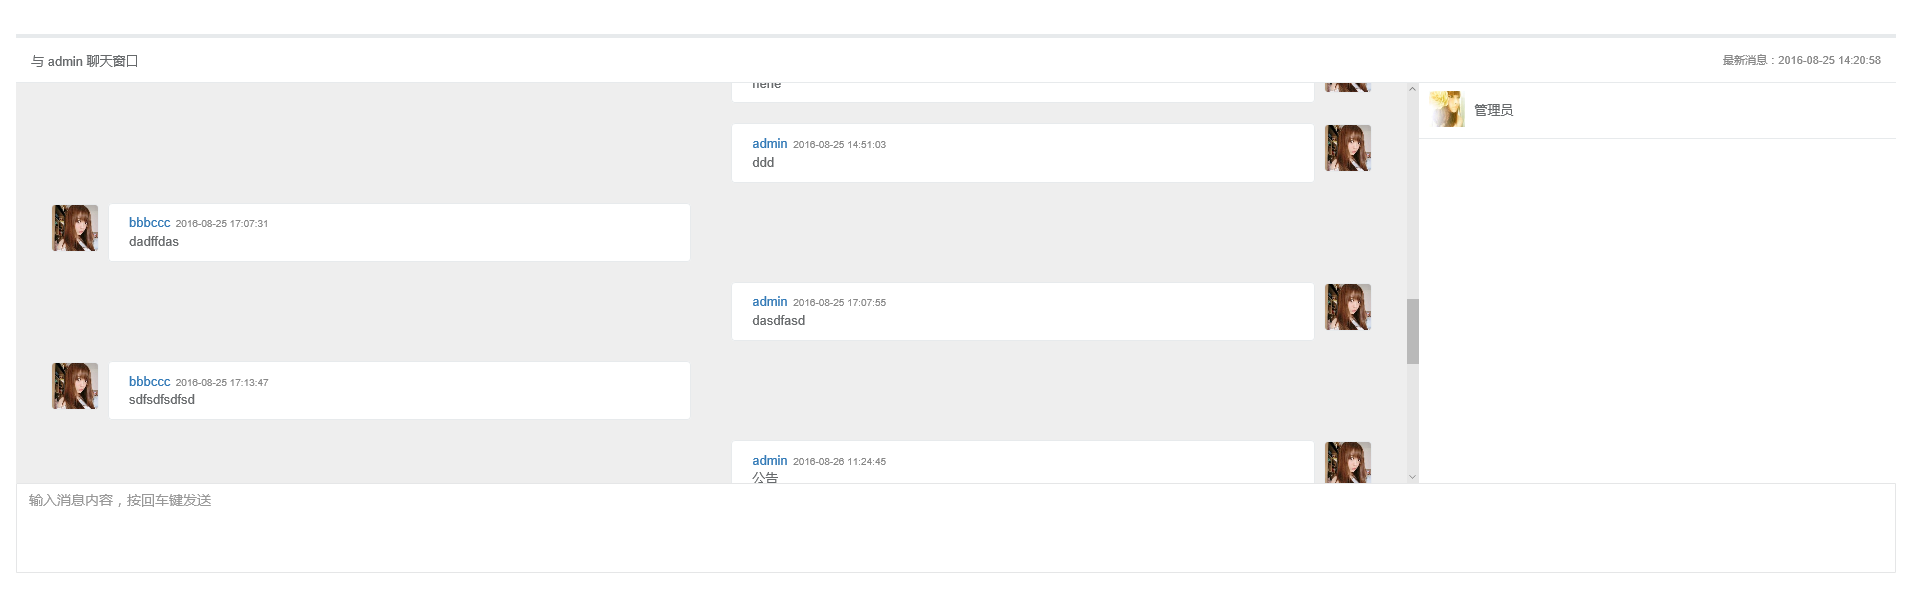 与 admin 聊天窗口
最新消息：2016-08-25 14:20:58
hehe
管理员
admin 2016-08-25 14:51:03
ddd
bbbccc 2016-08-25 17:07:31
dadffdas
admin 2016-08-25 17:07:55
dasdfasd
bbbccc 2016-08-25 17:13:47
sdfsdfsdfsd
admin 2016-08-26 11:24:45
公告
输入消息内容，按回车键发送